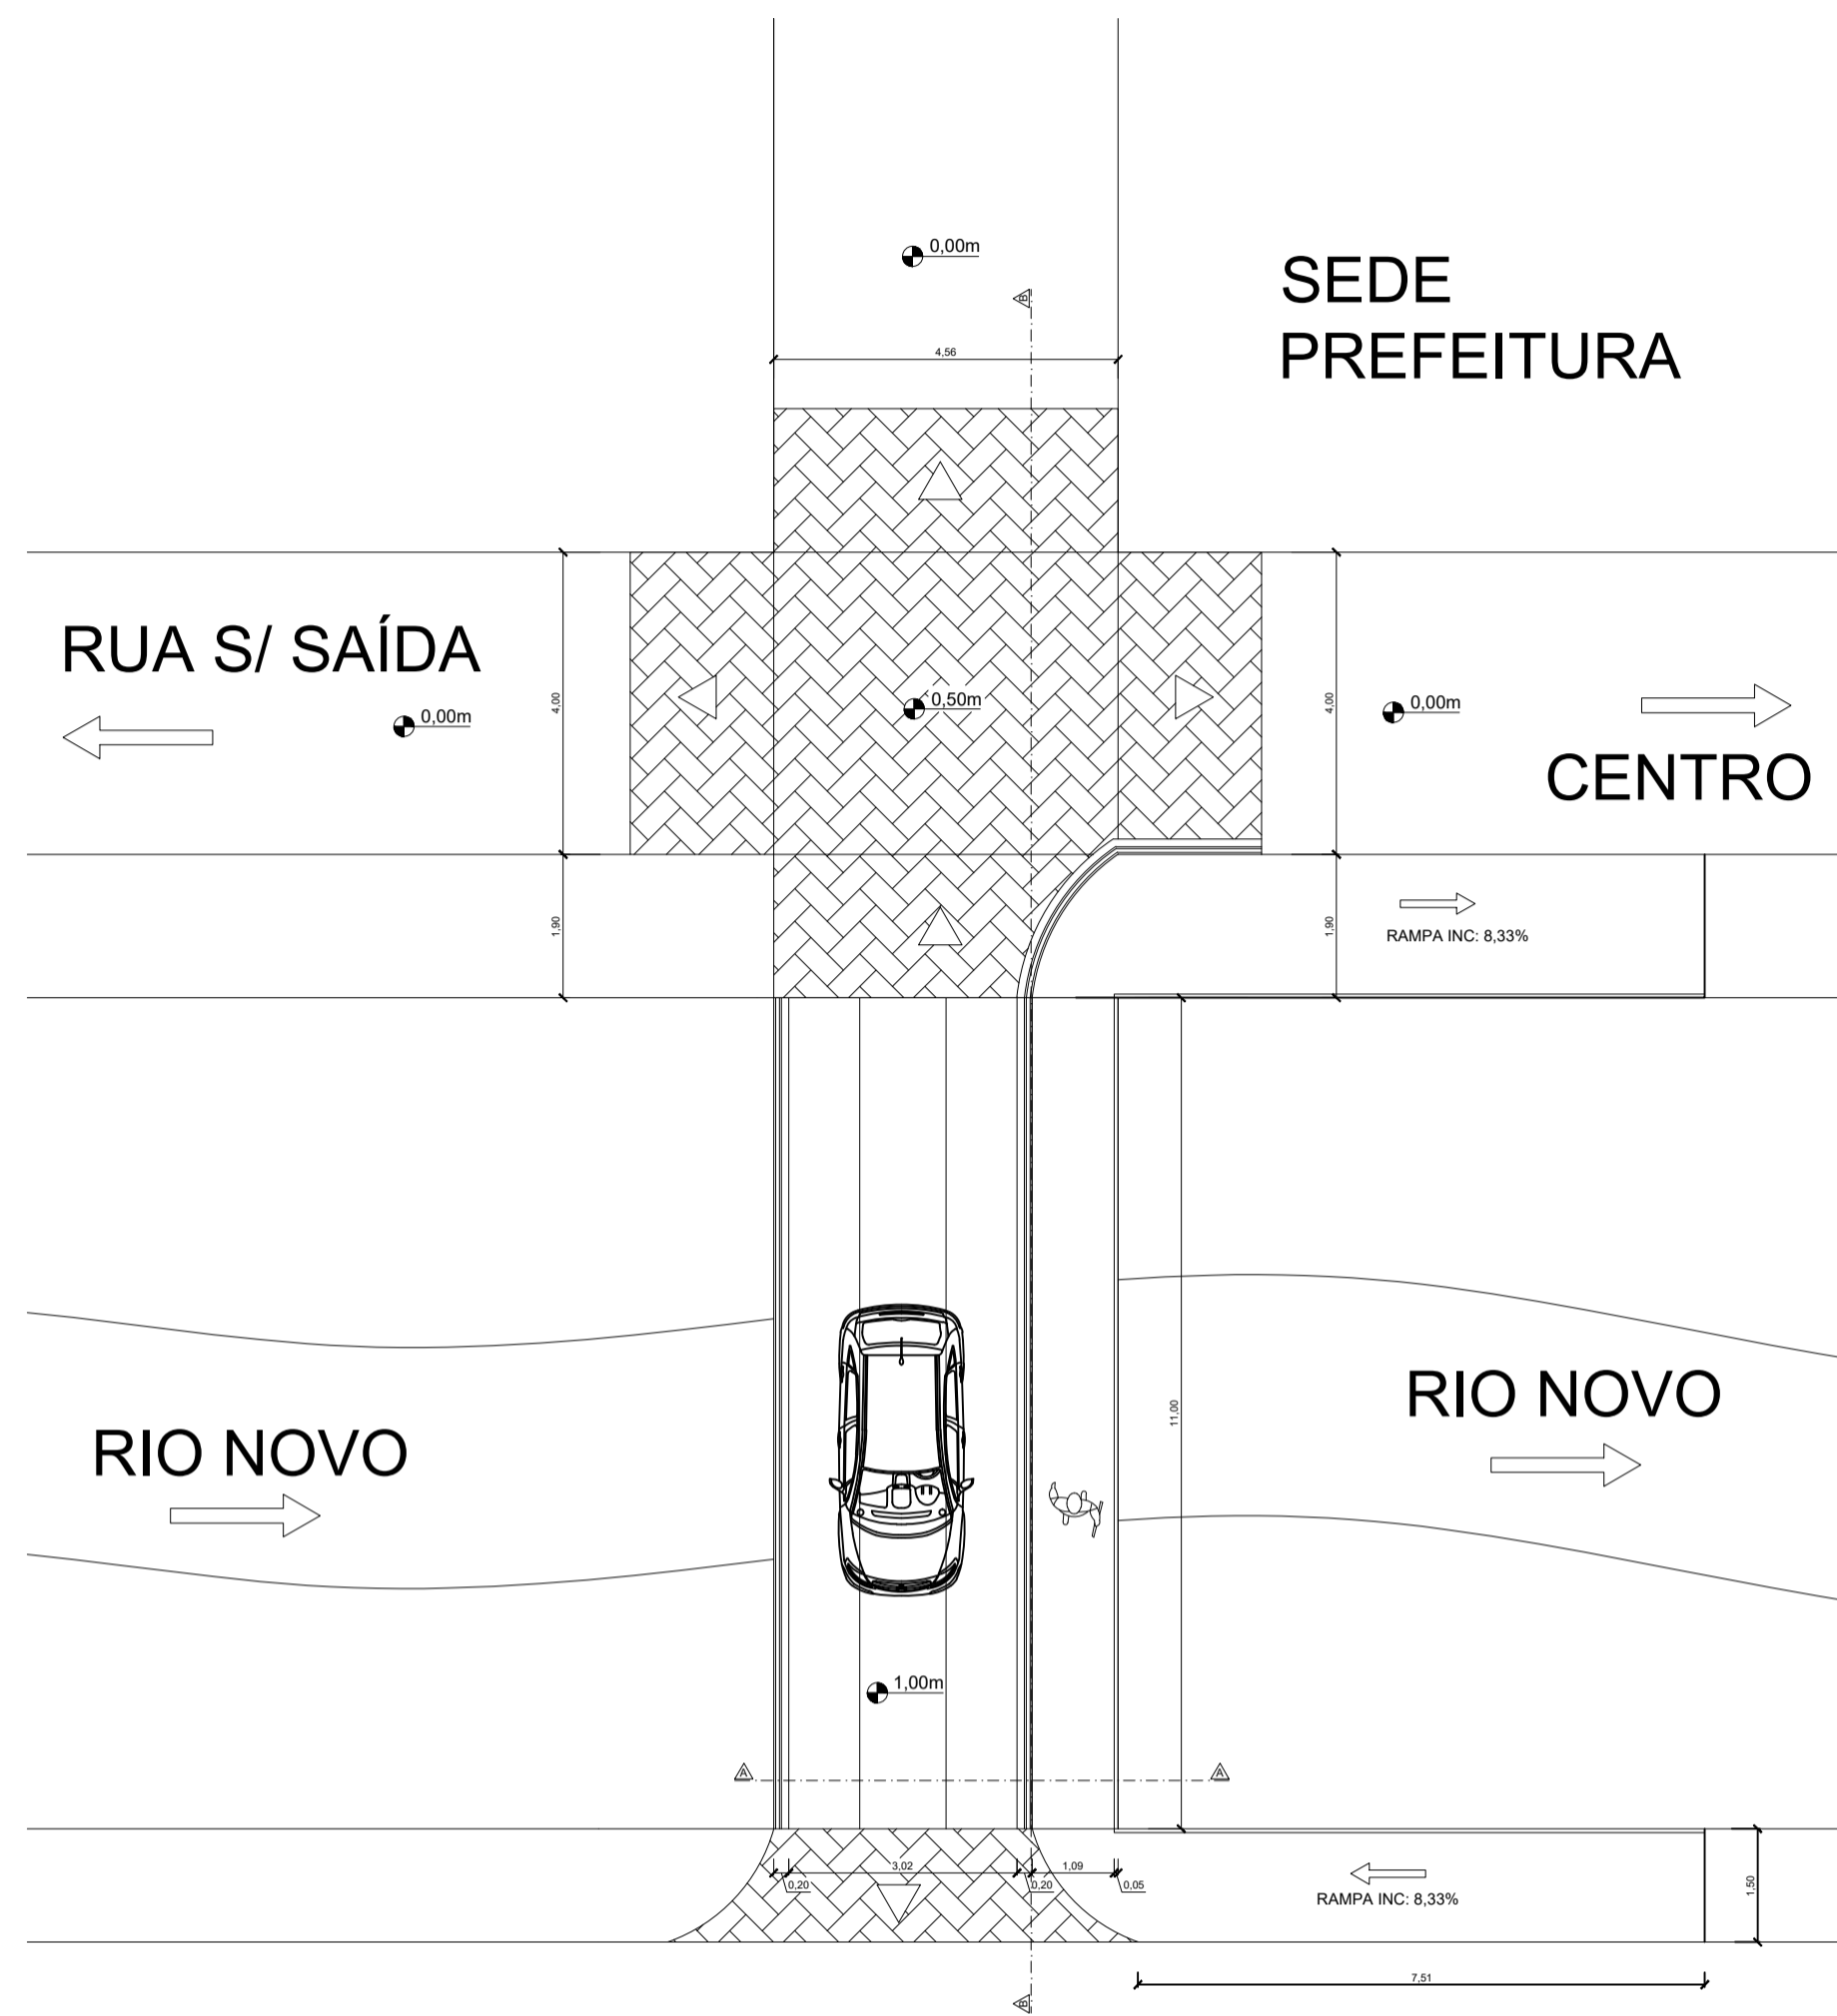 0,00m
B
SEDE
PREFEITURA
4,56
RUA S/ SAÍDA
0,00m
4,00
0,50m
4,00
0,00m
CENTRO
1,90
1,90
RAMPA INC: 8,33%
11,00
RIO NOVO
RIO NOVO
1,00m
A
A
0,20
3,02
0,20
1,09
0,05
RAMPA INC: 8,33%
1,50
7,51
B